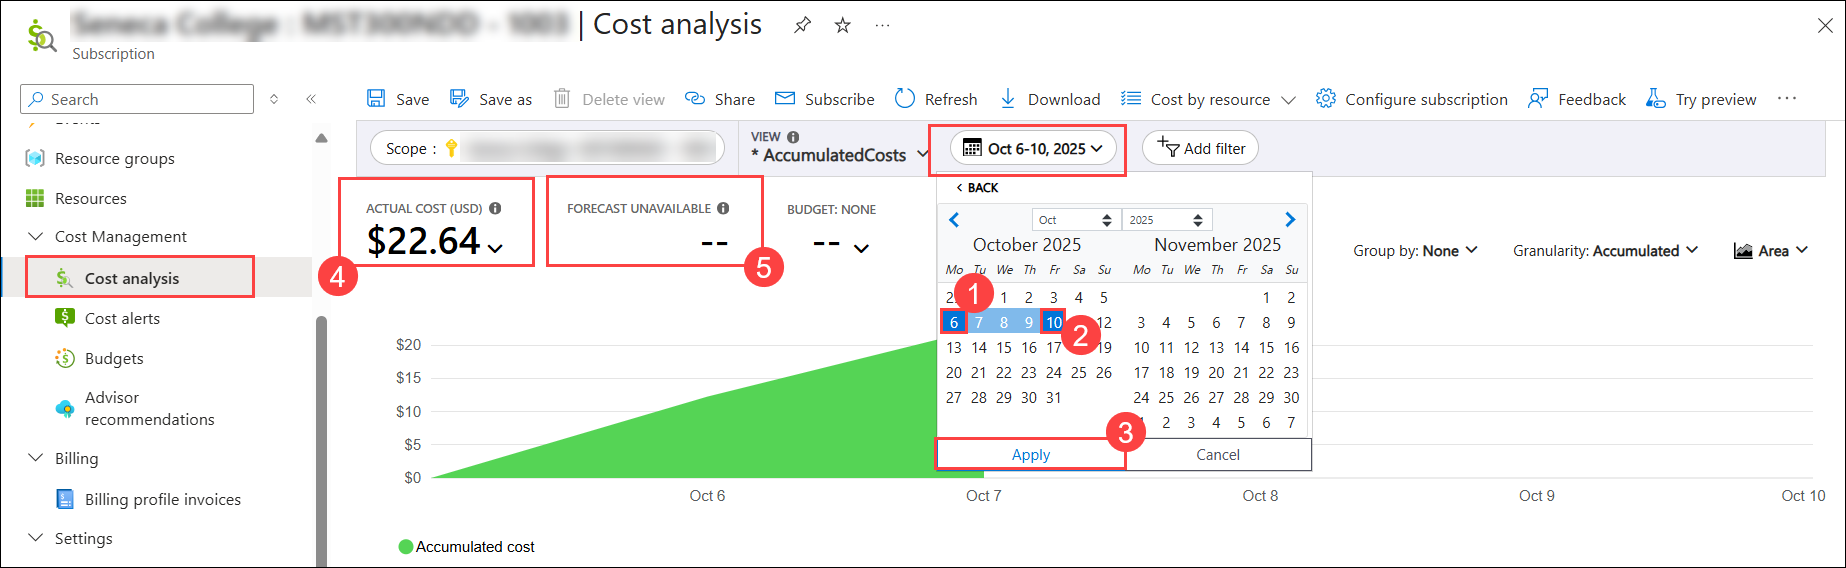 | Cost analysis
Subscription
Search
Save
Save as
Delete view
Share
Subscribe
Refresh
Download
Cost by resource
Configure subscription
Feedback
Try preview
Resource groups
Resources
Cost Management
Cost analysis
Cost alerts
Budgets
Advisor
recommendations
Billing
Billing profile invoices
Settings
Scope :
VIEW
* AccumulatedCosts
Oct 6-10, 2025
Add filter
ACTUAL COST (USD)
$22.64
4
FORECAST UNAVAILABLE
--
5
BUDGET: NONE
--
BACK
Oct
2025
October 2025
November 2025
Mo Tu We Th Fr Sa Su
Mo Tu We Th Fr Sa Su
1 2 3 4 5
1 2
1
6 7 8 9 10 12
3 4 5 6 7 8 9
2
13 14 15 16 17 19
10 11 12 13 14 15 16
20 21 22 23 24 25 26
17 18 19 20 21 22 23
27 28 29 30 31
24 25 26 27 28 29 30
2 3 4 5 6 7
3
Apply
Cancel
Group by: None
Granularity: Accumulated
Area
$20
$15
$10
$5
$0
Oct 6
Oct 7
Oct 8
Oct 9
Oct 10
Accumulated cost